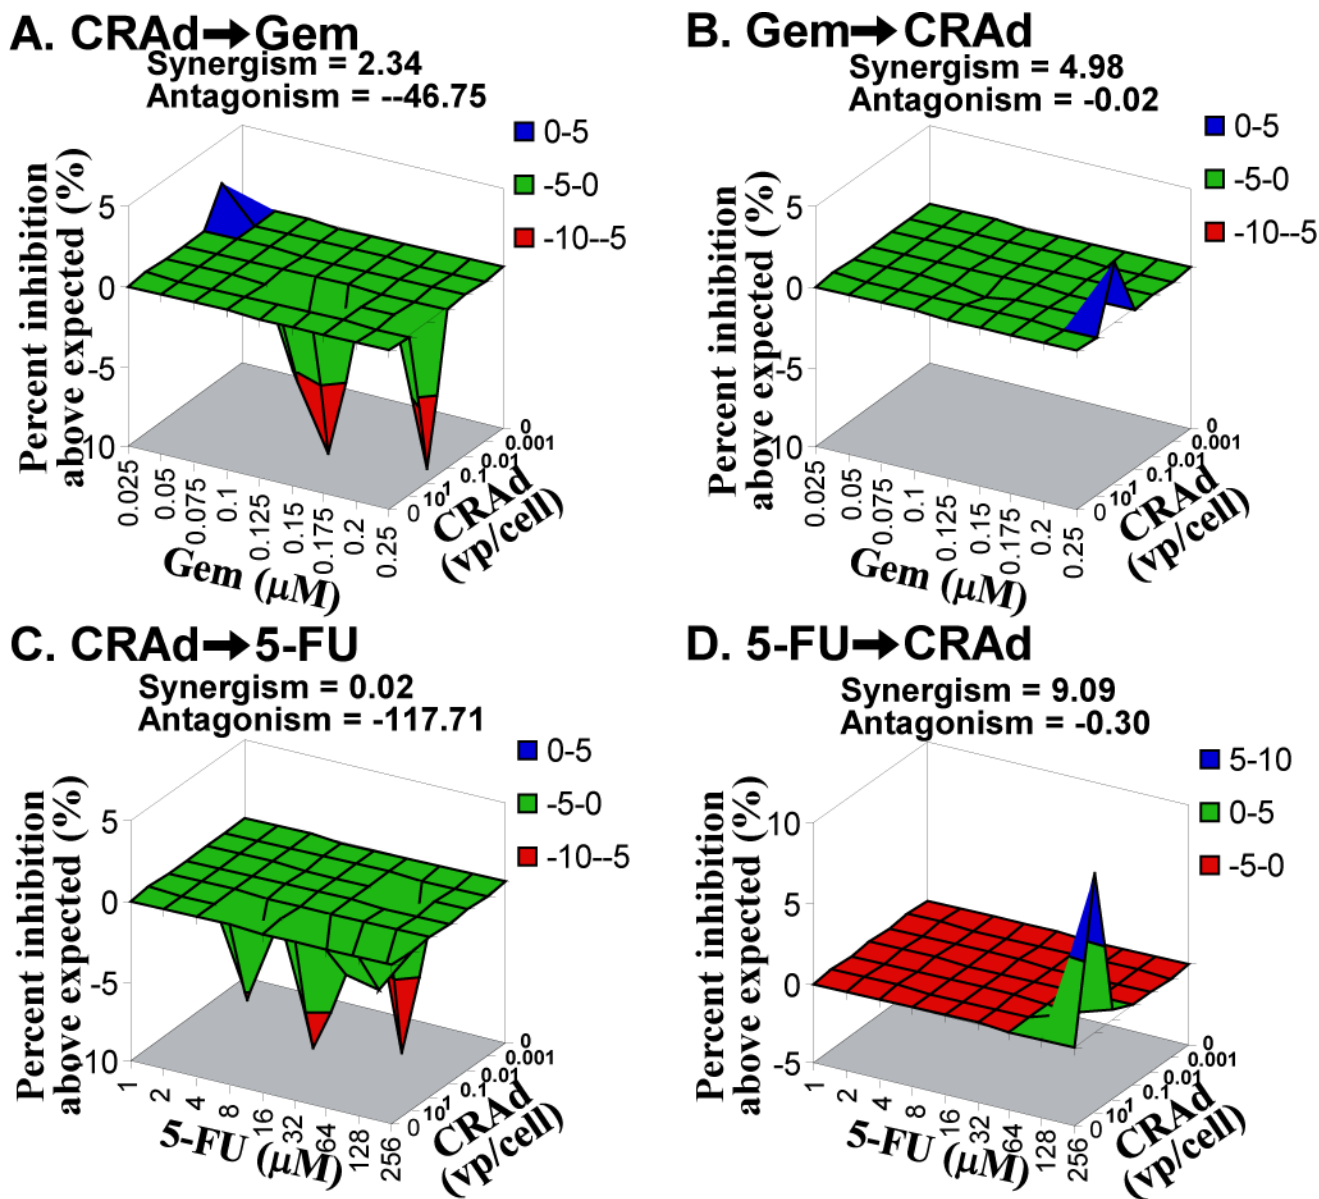 A. CRAd➔Gem
Synergism = 2.34
Antagonism = --46.75
0-5
-5-0
-10--5
Percent inhibition
above expected (%)
5
0
-5
10
0.025
0.05
0.075
0.1
0.125
0.15
0.175
0.2
0.25
Gem (μM)
0
0.001
0.01
0.1
1
10
0
CRAd
(vp/cell)
B. Gem➔CRAd
Synergism = 4.98
Antagonism = -0.02
0-5
-5-0
-10--5
Percent inhibition
above expected (%)
5
0
-5
10
0.025
0.05
0.075
0.1
0.125
0.15
0.175
0.2
0.25
Gem (μM)
0
0.001
0.01
0.1
1
10
0
CRAd
(vp/cell)
C. CRAd➔5-FU
Synergism = 0.02
Antagonism = -117.71
0-5
-5-0
-10--5
Percent inhibition
above expected (%)
5
0
-5
10
1
2
4
8
16
32
64
128
256
5-FU (μM)
0
0.001
0.01
0.1
1
10
0
CRAd
(vp/cell)
D. 5-FU➔CRAd
Synergism = 9.09
Antagonism = -0.30
5-10
0-5
-5-0
Percent inhibition
above expected (%)
10
5
0
-5
1
2
4
8
16
32
64
128
256
5-FU (μM)
0
0.001
0.01
0.1
1
10
0
CRAd
(vp/cell)